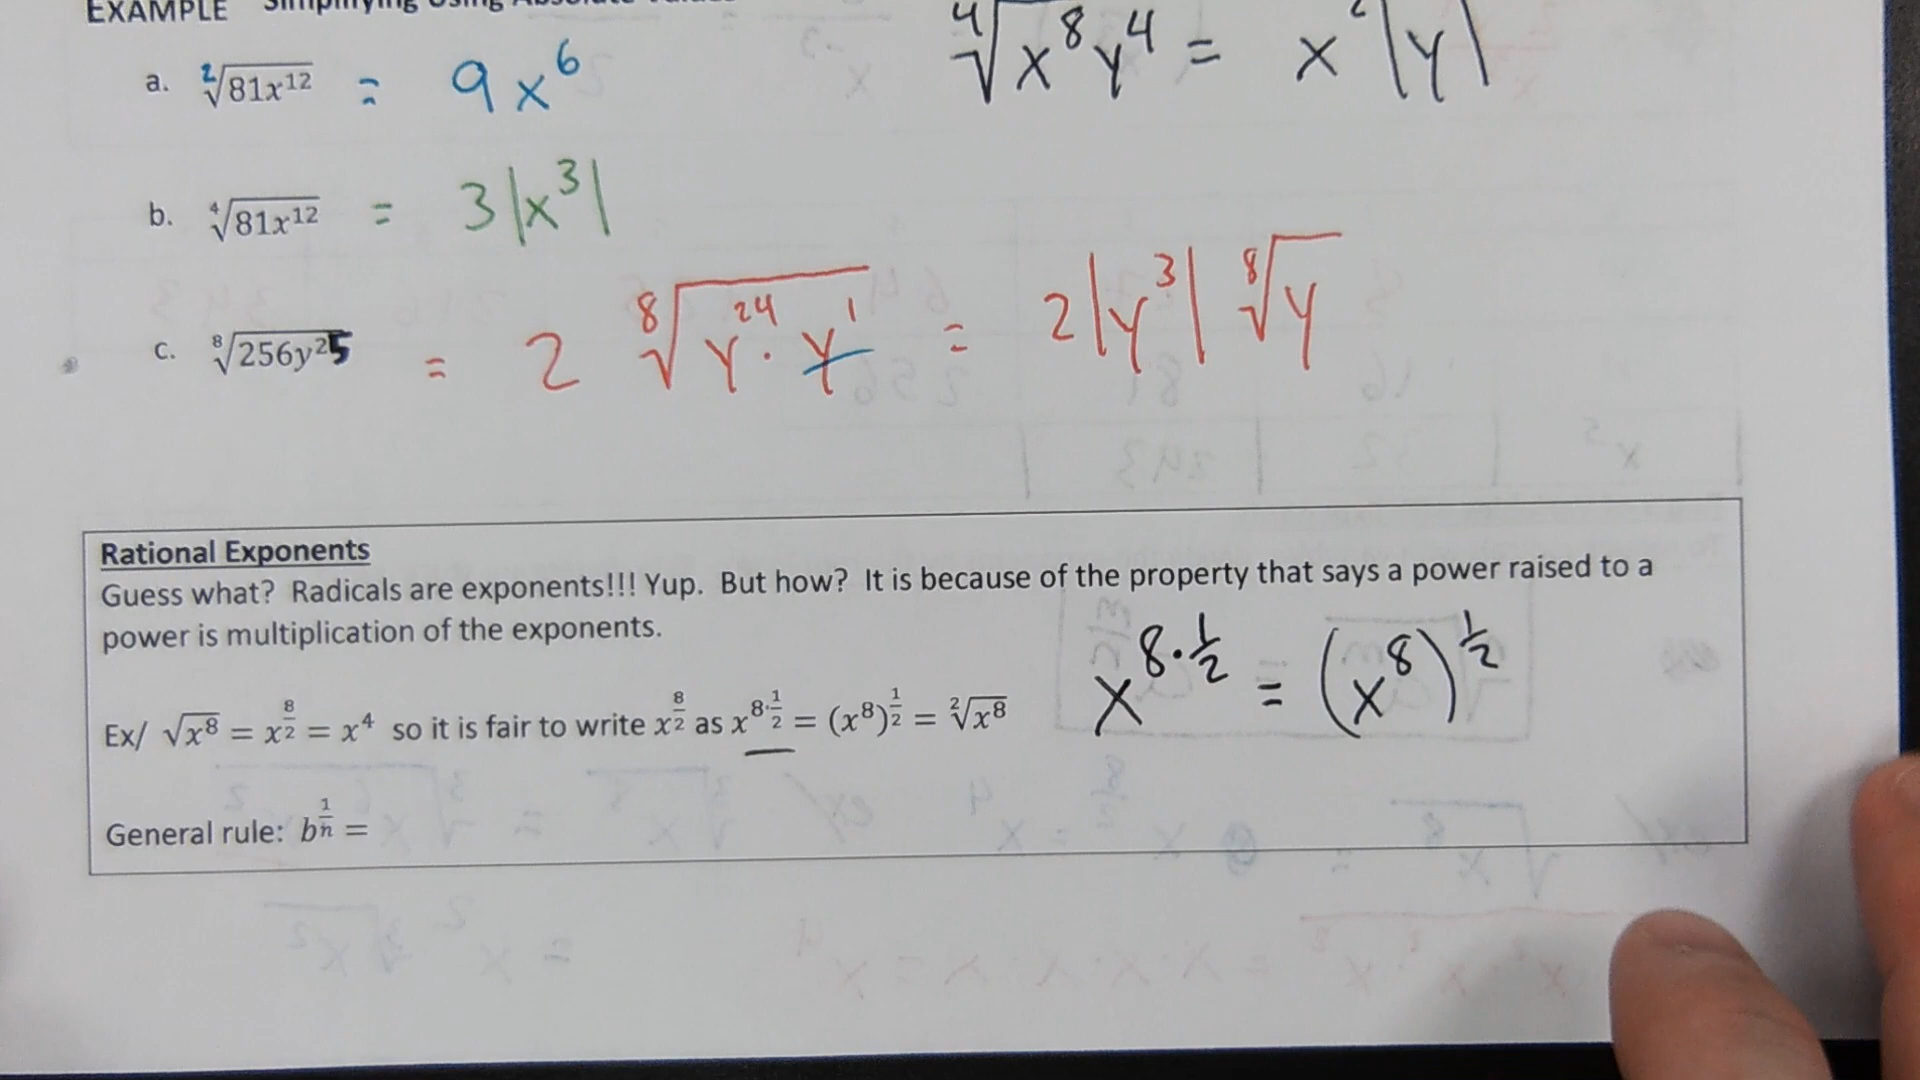 EXAMPLE Simplifying Using Absolute Values
⁴√x⁸y⁴ = x²|y|
a. ²√81x¹² = 9x⁶
b. ⁴√81x¹² = 3|x³|
c. ⁸√256y²⁵ = 2 ⁸√y²⁴·y¹ = 2|y³| ⁸√y
Rational Exponents
Guess what? Radicals are exponents!!! Yup. But how? It is because of the property that says a power raised to a
power is multiplication of the exponents.
x^(8·1/2) = (x⁸)^(1/2)
Ex/ √x⁸ = x^(8/2) = x⁴ so it is fair to write x^(8/2) as x^(8·1/2) = (x⁸)^(1/2) = ²√x⁸
General rule: b^(1/n) =